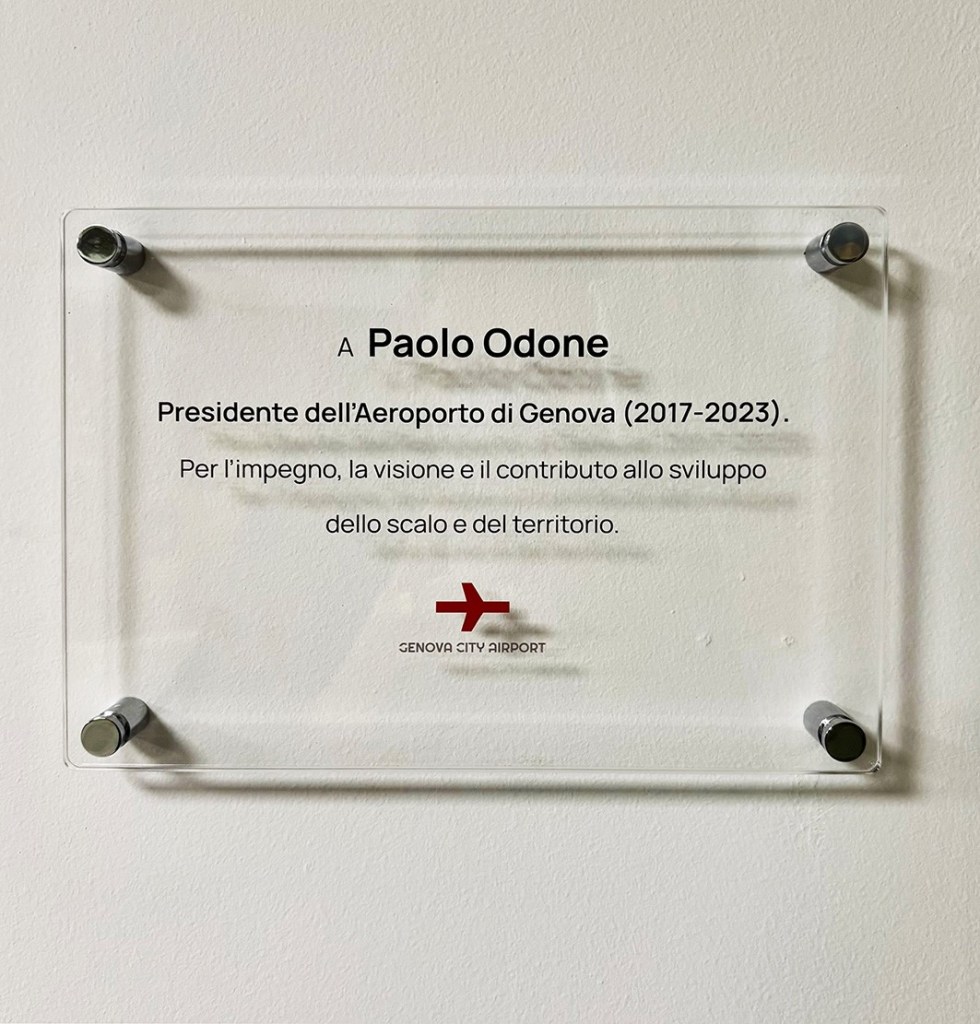 A Paolo Odone
Presidente dell'Aeroporto di Genova (2017-2023).
Per l'impegno, la visione e il contributo allo sviluppo
dello scalo e del territorio.
GENOVA CITY AIRPORT